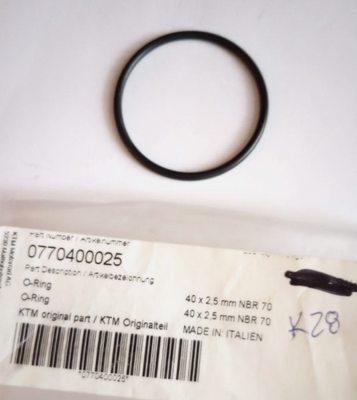 Part Number / Artikelnummer
0770400025
Part Description / Artikelbezeichnung
O-Ring 40 x 2,5 mm NBR 70
O-Ring 40 x 2,5 mm NBR 70
KTM original part / KTM Originalteil MADE IN: ITALIEN
*0770400025*
K28